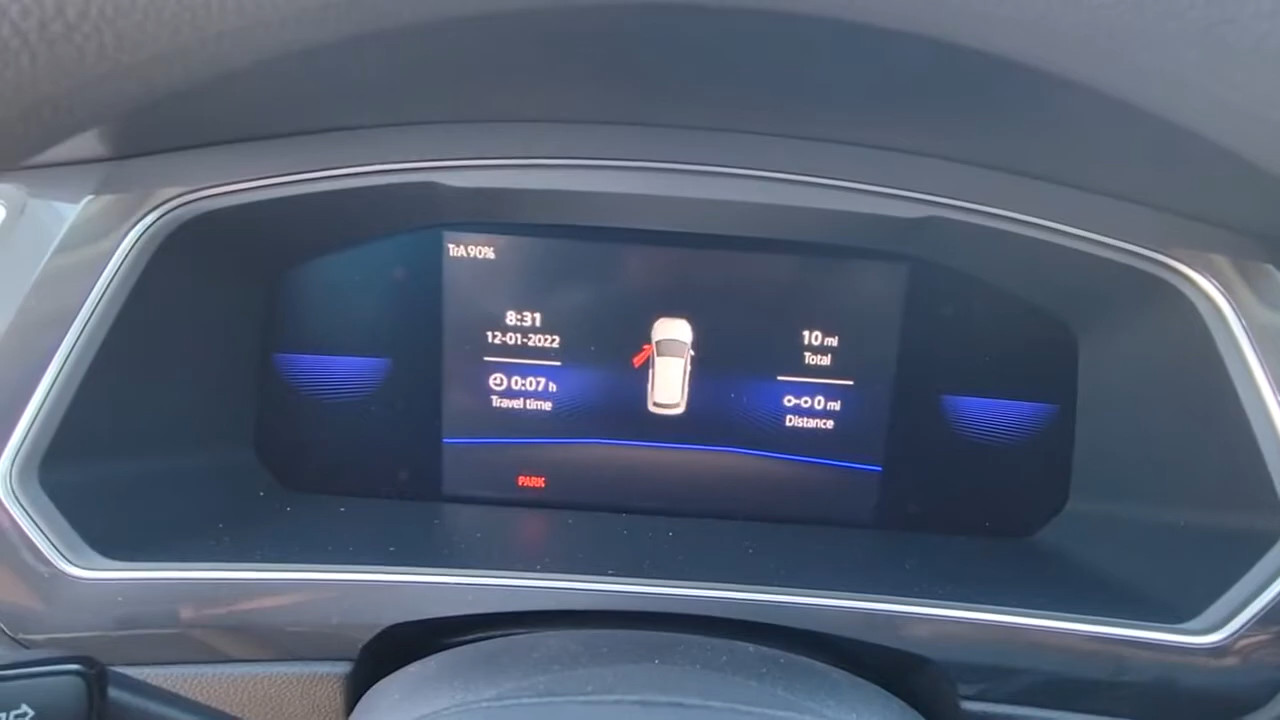 TrA 90%
8:31
12-01-2022
0:07 h
Travel time
10 mi
Total
0 mi
Distance
PARK